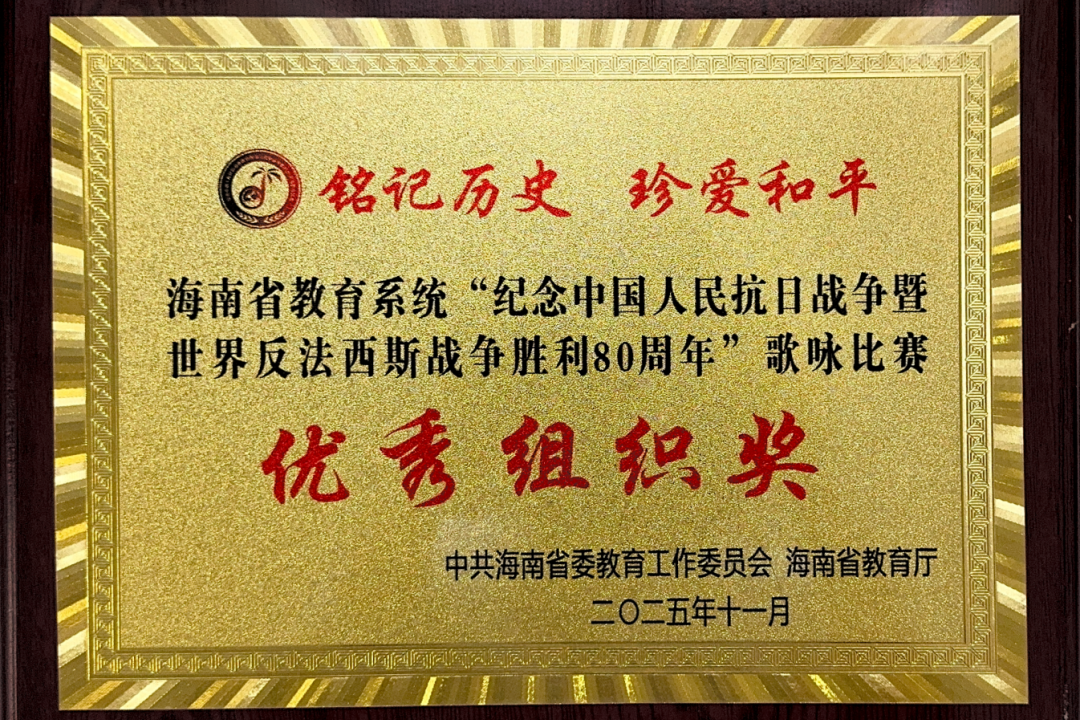 铭记历史 珍爱和平
海南省教育系统“纪念中国人民抗日战争暨
世界反法西斯战争胜利80周年”歌咏比赛
优秀组织奖
中共海南省委教育工作委员会 海南省教育厅
二〇二五年十一月